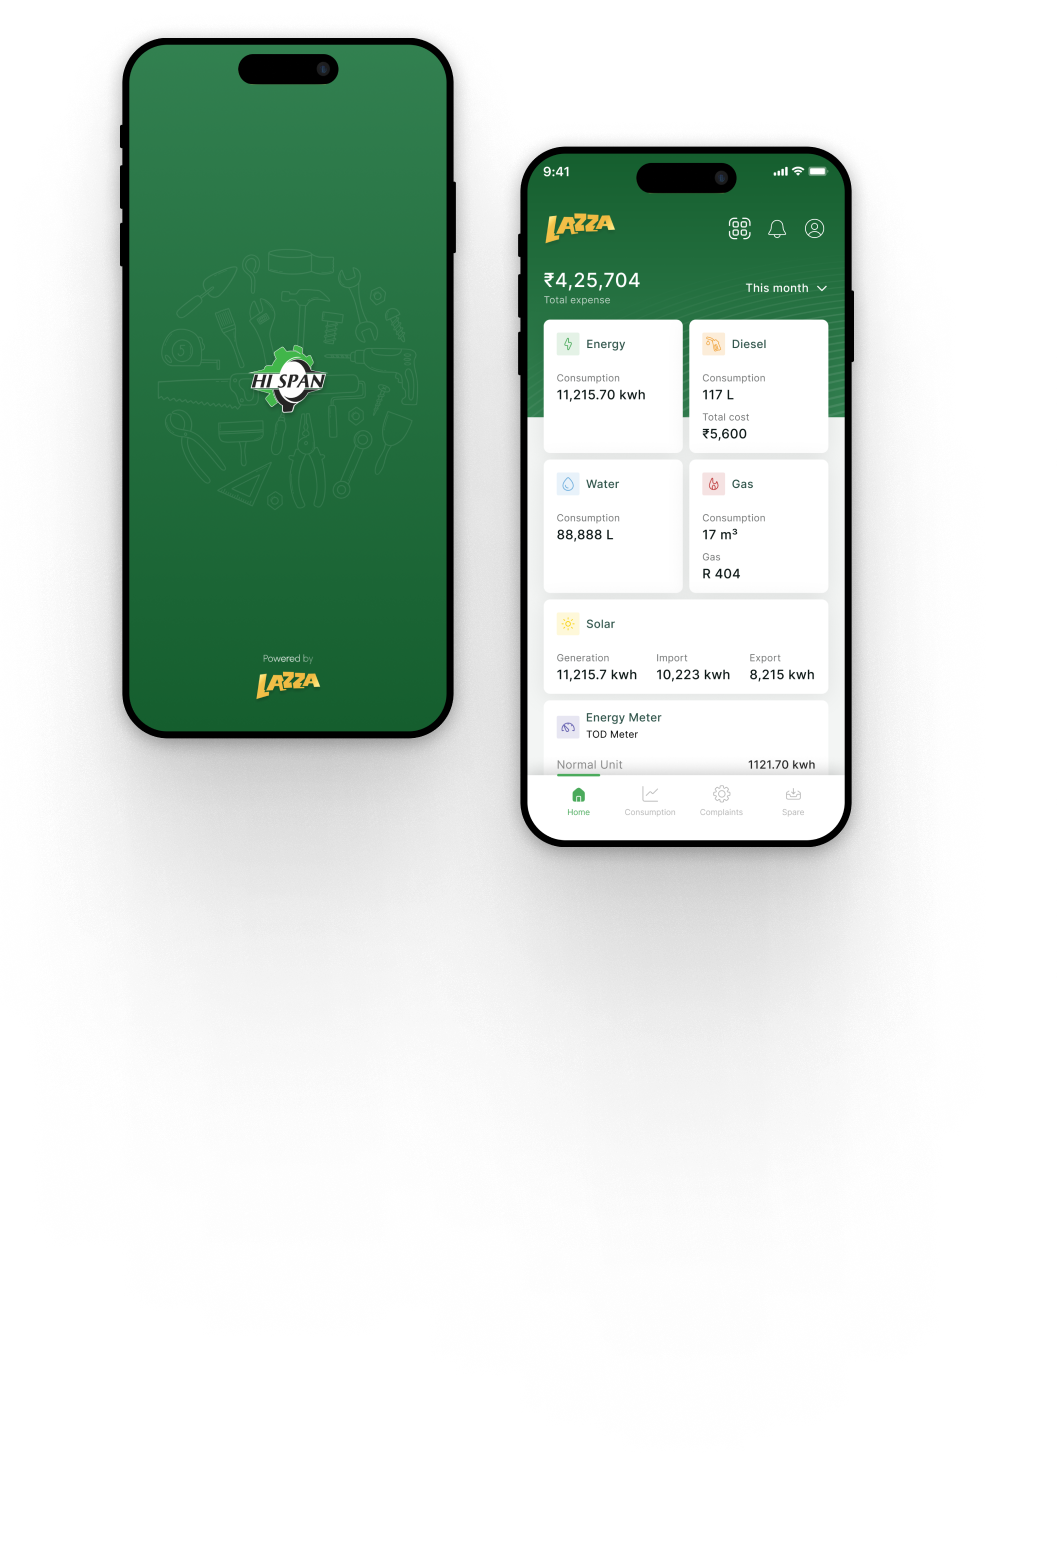 HI SPAN
Powered by
LAZZA
9:41
LAZZA
₹4,25,704
Total expense
This month
Energy
Consumption
11,215.70 kwh
Diesel
Consumption
117 L
Total cost
₹5,600
Water
Consumption
88,888 L
Gas
Consumption
17 m³
Gas
R 404
Solar
Generation
Import
Export
11,215.7 kwh
10,223 kwh
8,215 kwh
Energy Meter
TOD Meter
Normal Unit
1121.70 kwh
Home
Consumption
Complaints
Spare